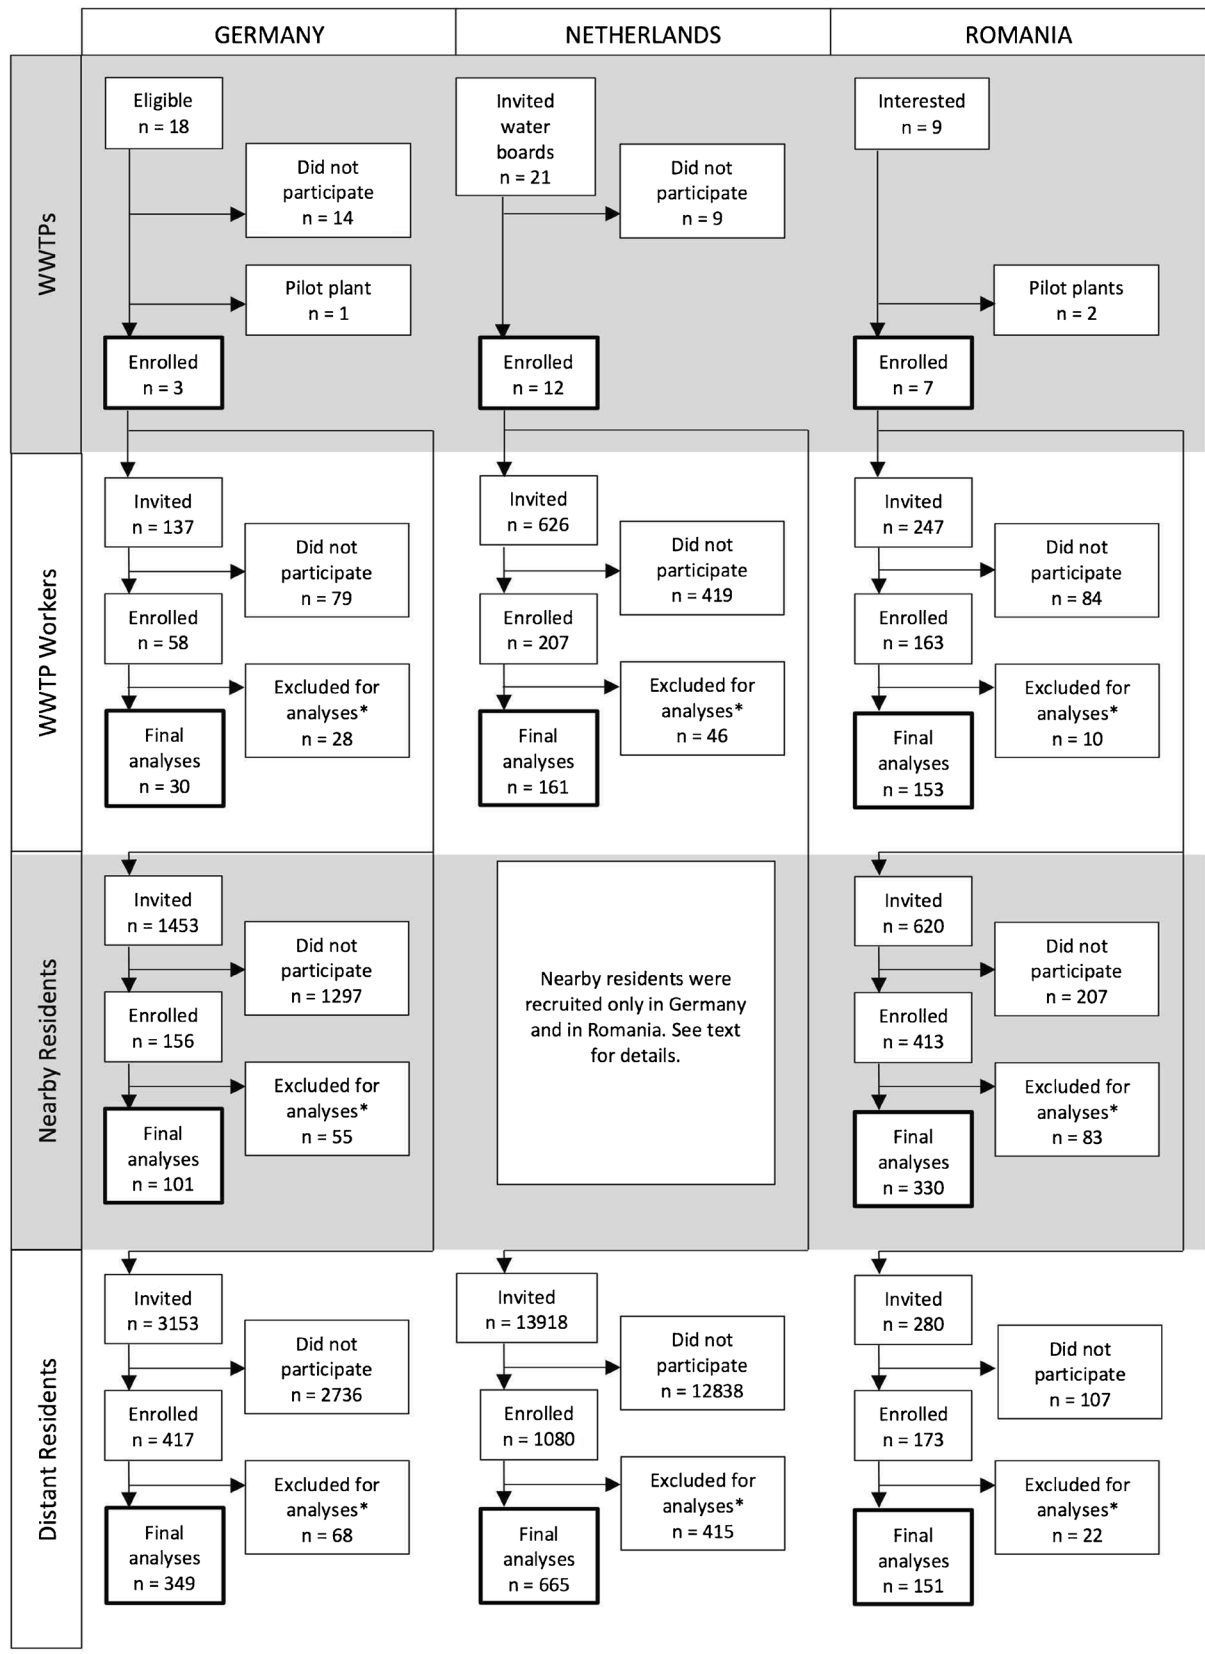 GERMANY
NETHERLANDS
ROMANIA
WWTPs
Eligible
n = 18
Did not
participate
n = 14
Pilot plant
n = 1
Enrolled
n = 3
Invited
water
boards
n = 21
Did not
participate
n = 9
Enrolled
n = 12
Interested
n = 9
Pilot plants
n = 2
Enrolled
n = 7
WWTP Workers
Invited
n = 137
Did not
participate
n = 79
Enrolled
n = 58
Excluded for
analyses*
n = 28
Final
analyses
n = 30
Invited
n = 626
Did not
participate
n = 419
Enrolled
n = 207
Excluded for
analyses*
n = 46
Final
analyses
n = 161
Invited
n = 247
Did not
participate
n = 84
Enrolled
n = 163
Excluded for
analyses*
n = 10
Final
analyses
n = 153
Nearby Residents
Invited
n = 1453
Did not
participate
n = 1297
Enrolled
n = 156
Excluded for
analyses*
n = 55
Final
analyses
n = 101
Nearby residents were
recruited only in Germany
and in Romania. See text
for details.
Invited
n = 620
Did not
participate
n = 207
Enrolled
n = 413
Excluded for
analyses*
n = 83
Final
analyses
n = 330
Distant Residents
Invited
n = 3153
Did not
participate
n = 2736
Enrolled
n = 417
Excluded for
analyses*
n = 68
Final
analyses
n = 349
Invited
n = 13918
Did not
participate
n = 12838
Enrolled
n = 1080
Excluded for
analyses*
n = 415
Final
analyses
n = 665
Invited
n = 280
Did not
participate
n = 107
Enrolled
n = 173
Excluded for
analyses*
n = 22
Final
analyses
n = 151